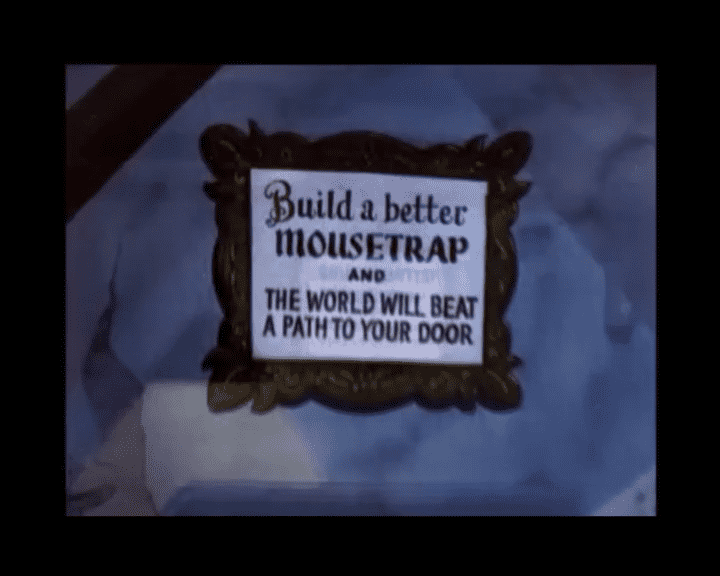 Build a better
MOUSETRAP
AND
THE WORLD WILL BEAT
A PATH TO YOUR DOOR